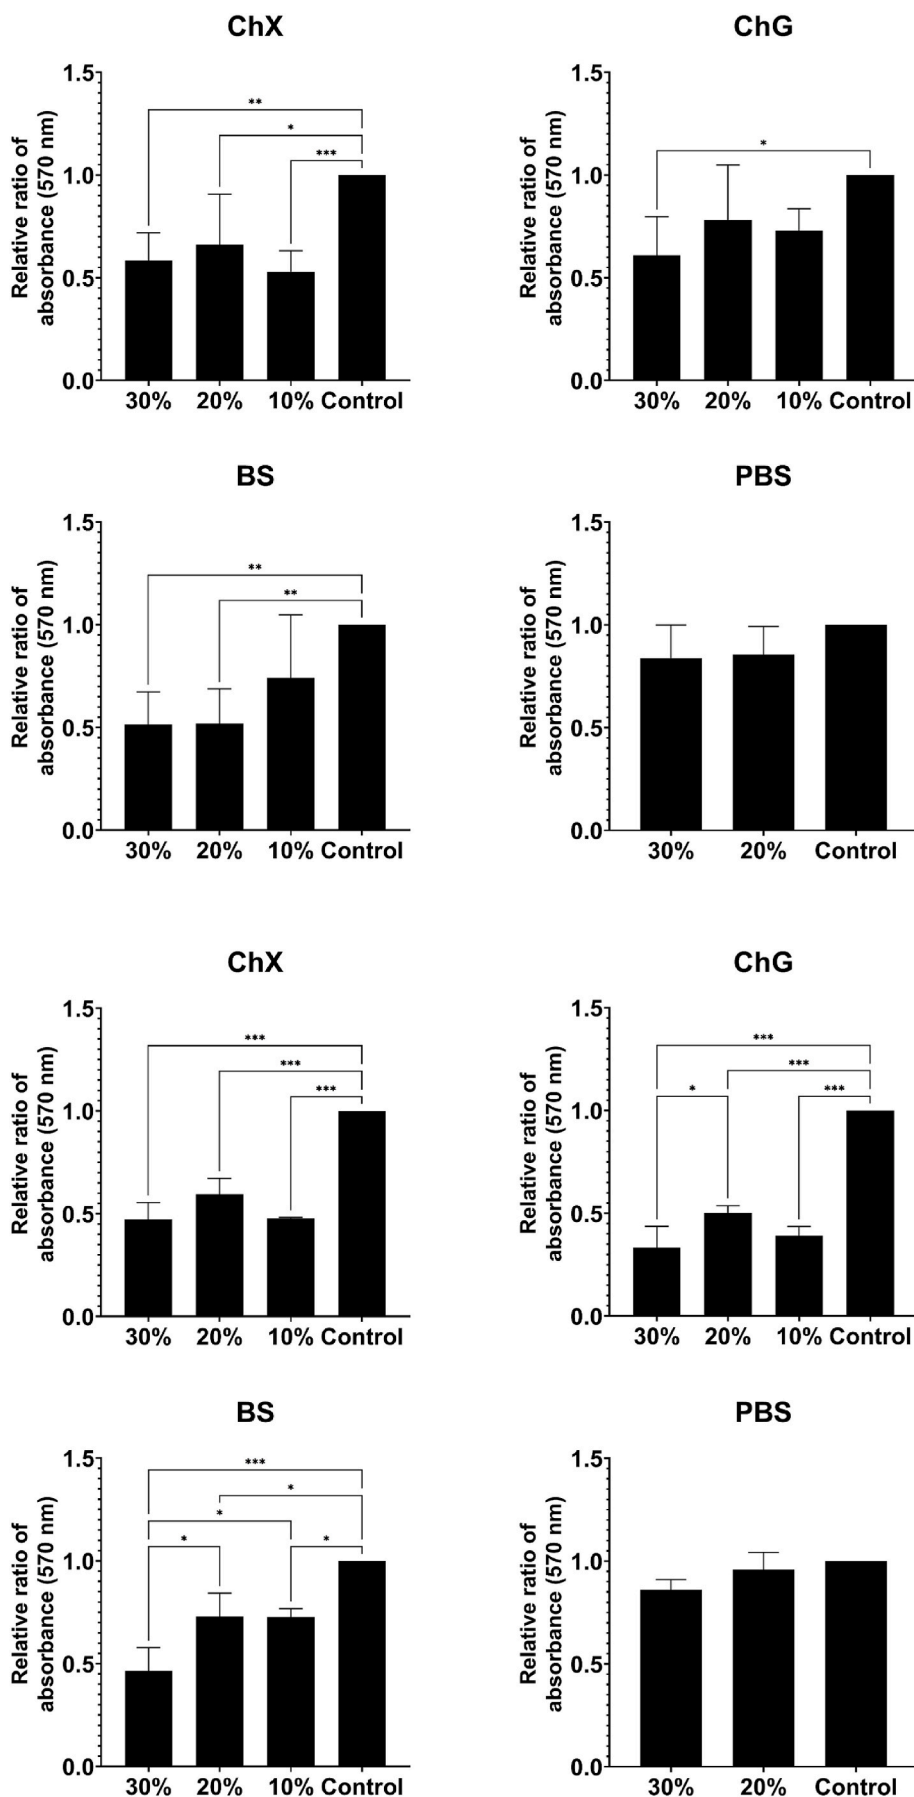 ChX
Relative ratio of
absorbance (570 nm)
1.5
1.0
0.5
0.0
**
*
***
30% 20% 10% Control
ChG
Relative ratio of
absorbance (570 nm)
1.5
1.0
0.5
0.0
*
30% 20% 10% Control
BS
Relative ratio of
absorbance (570 nm)
1.5
1.0
0.5
0.0
**
**
30% 20% 10% Control
PBS
Relative ratio of
absorbance (570 nm)
1.5
1.0
0.5
0.0
30% 20% Control
ChX
Relative ratio of
absorbance (570 nm)
1.5
1.0
0.5
0.0
***
***
***
30% 20% 10% Control
ChG
Relative ratio of
absorbance (570 nm)
1.5
1.0
0.5
0.0
***
***
* ***
30% 20% 10% Control
BS
Relative ratio of
absorbance (570 nm)
1.5
1.0
0.5
0.0
***
*
*
* *
30% 20% 10% Control
PBS
Relative ratio of
absorbance (570 nm)
1.5
1.0
0.5
0.0
30% 20% Control